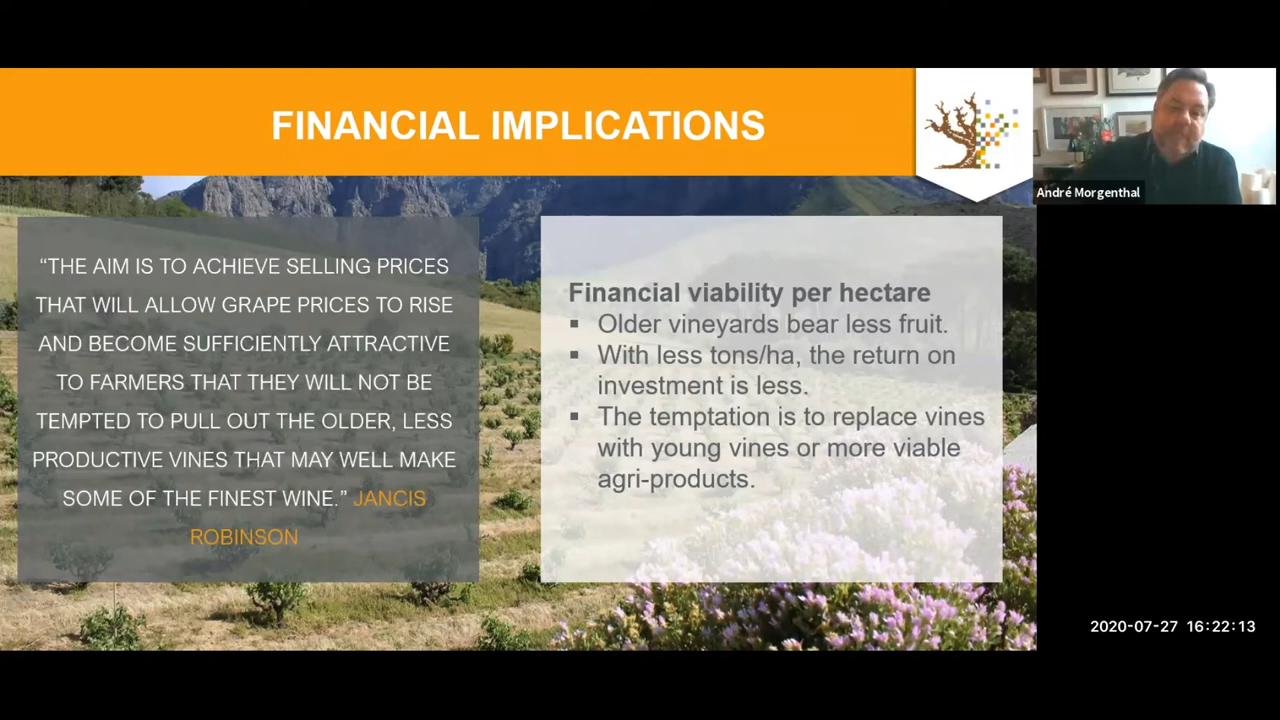 FINANCIAL IMPLICATIONS
André Morgenthal
“THE AIM IS TO ACHIEVE SELLING PRICES
THAT WILL ALLOW GRAPE PRICES TO RISE
AND BECOME SUFFICIENTLY ATTRACTIVE
TO FARMERS THAT THEY WILL NOT BE
TEMPTED TO PULL OUT THE OLDER, LESS
PRODUCTIVE VINES THAT MAY WELL MAKE
SOME OF THE FINEST WINE.” JANCIS
ROBINSON
Financial viability per hectare
▪ Older vineyards bear less fruit.
▪ With less tons/ha, the return on
investment is less.
▪ The temptation is to replace vines
with young vines or more viable
agri-products.
2020-07-27 16:22:13